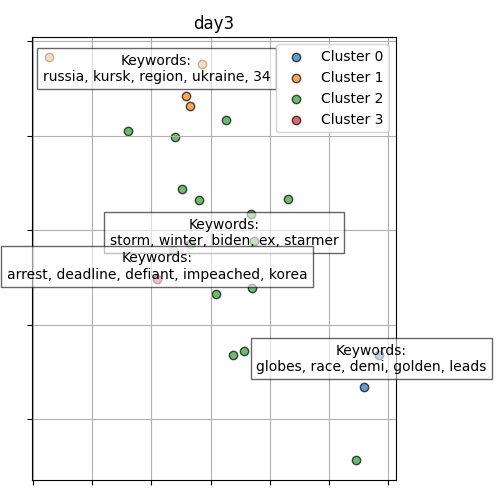 day3
Keywords:
russia, kursk, region, ukraine, 34
Cluster 0
Cluster 1
Cluster 2
Cluster 3
Keywords:
storm, winter, biden, ex, starmer
Keywords:
arrest, deadline, defiant, impeached, korea
Keywords:
globes, race, demi, golden, leads